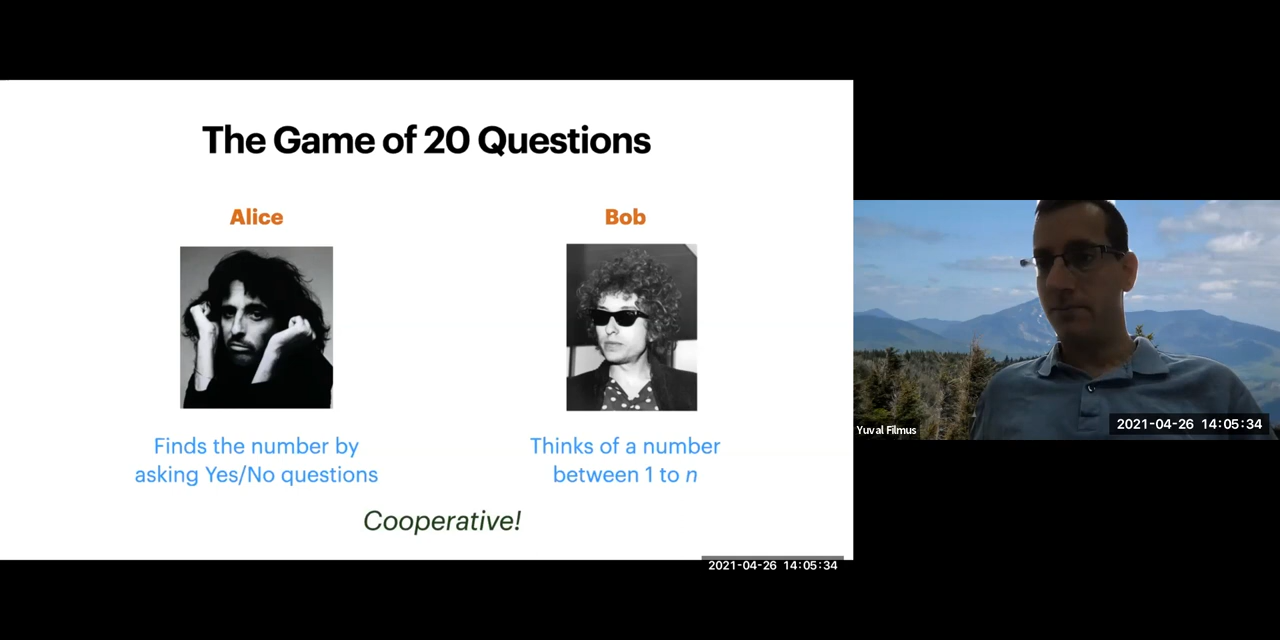 The Game of 20 Questions
Alice
Bob
Finds the number by
asking Yes/No questions
Thinks of a number
between 1 to n
Cooperative!
2021-04-26 14:05:34
Yuval Filmus
2021-04-26 14:05:34